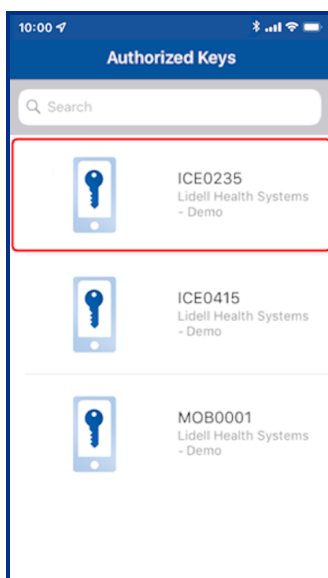 10:00
Authorized Keys
Search
ICE0235
Lidell Health Systems
- Demo
ICE0415
Lidell Health Systems
- Demo
MOB0001
Lidell Health Systems
- Demo